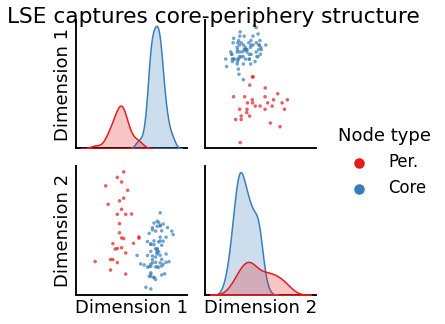 LSE captures core-periphery structure
Dimension 1
Node type
Per.
Core
Dimension 2
Dimension 1
Dimension 2